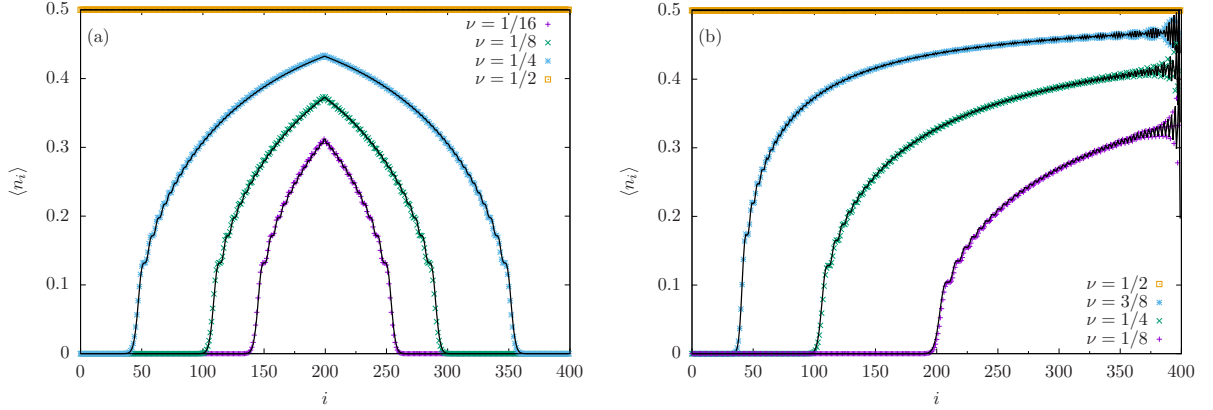 (a)
ν = 1/16
ν = 1/8
ν = 1/4
ν = 1/2
0.5
0.4
0.3
0.2
0.1
0
⟨n_i⟩
0 50 100 150 200 250 300 350 400
i
(b)
0.5
0.4
0.3
0.2
0.1
0
⟨n_i⟩
ν = 1/2
ν = 3/8
ν = 1/4
ν = 1/8
0 50 100 150 200 250 300 350 400
i